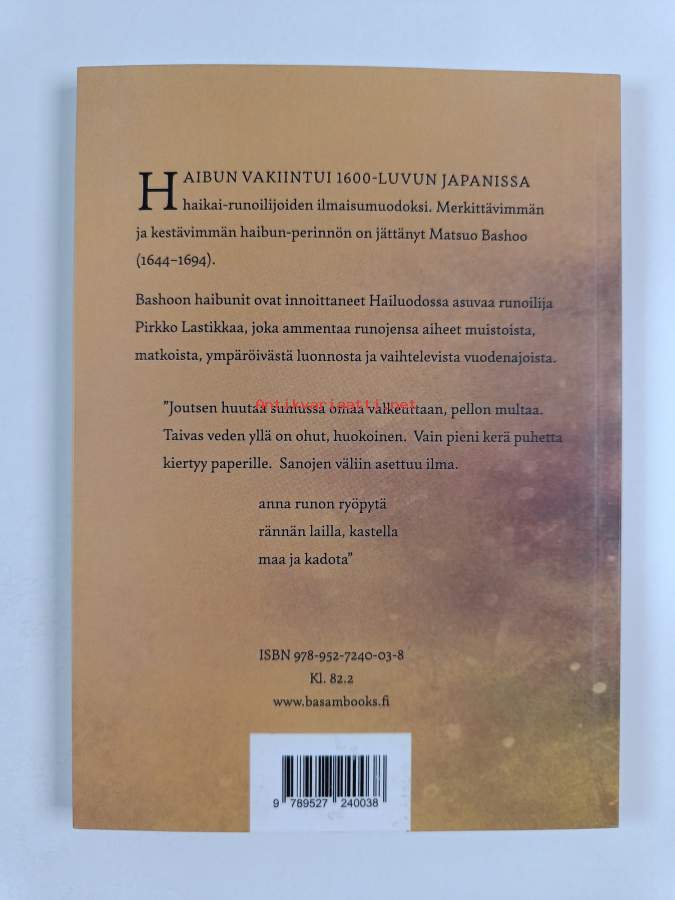 HAIBUN VAKIINTUI 1600-LUVUN JAPANISSA
haikai-runoilijoiden ilmaisumuodoksi. Merkittävimmän
ja kestävimmän haibun-perinnön on jättänyt Matsuo Bashoo
(1644–1694).
Bashoon haibunit ovat innoittaneet Hailuodossa asuvaa runoilija
Pirkko Lastikkaa, joka ammentaa runojensa aiheet muistoista,
matkoista, ympäröivästä luonnosta ja vaihtelevista vuodenajoista.
Antikvariaatti.net
”Joutsen huutaa sumussa omaa valkeuttaan, pellon multaa.
Taivas veden yllä on ohut, huokoinen. Vain pieni kerä puhetta
kiertyy paperille. Sanojen väliin asettuu ilma.
anna runon ryöpytä
rännän lailla, kastella
maa ja kadota”
ISBN 978-952-7240-03-8
Kl. 82.2
www.basambooks.fi
9 789527 240038